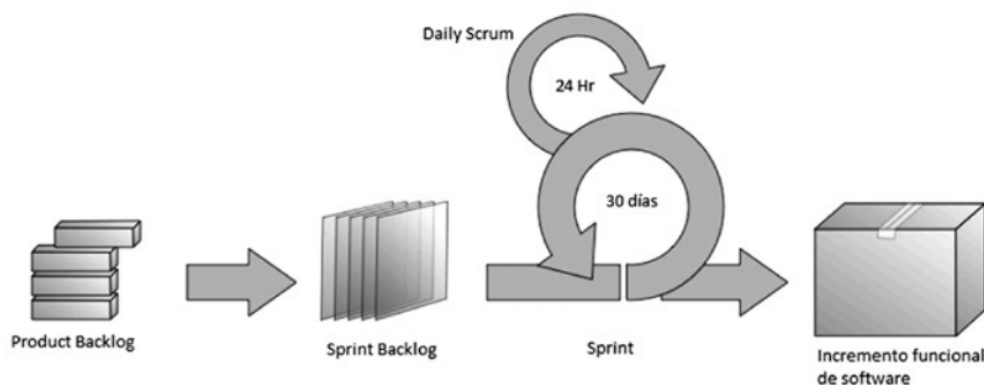 Daily Scrum
24 Hr
30 días
Product Backlog
Sprint Backlog
Sprint
Incremento funcional
de software